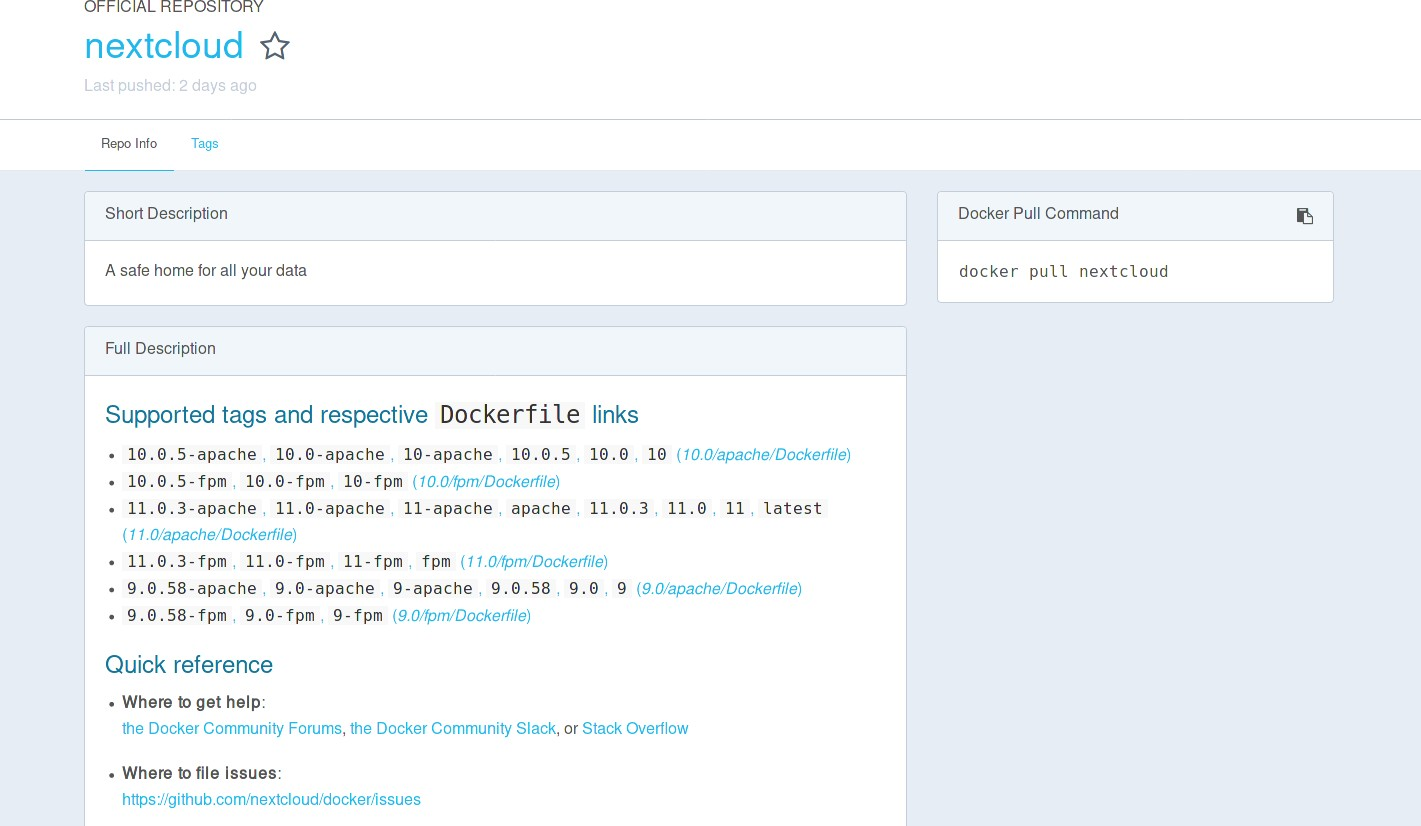 OFFICIAL REPOSITORY
nextcloud
Last pushed: 2 days ago
Repo Info Tags
Short Description
A safe home for all your data
Docker Pull Command
docker pull nextcloud
Full Description
Supported tags and respective Dockerfile links
• 10.0.5-apache , 10.0-apache , 10-apache , 10.0.5 , 10.0 , 10 (10.0/apache/Dockerfile)
• 10.0.5-fpm , 10.0-fpm , 10-fpm (10.0/fpm/Dockerfile)
• 11.0.3-apache , 11.0-apache , 11-apache , apache , 11.0.3 , 11.0 , 11 , latest
(11.0/apache/Dockerfile)
• 11.0.3-fpm , 11.0-fpm , 11-fpm , fpm (11.0/fpm/Dockerfile)
• 9.0.58-apache , 9.0-apache , 9-apache , 9.0.58 , 9.0 , 9 (9.0/apache/Dockerfile)
• 9.0.58-fpm , 9.0-fpm , 9-fpm (9.0/fpm/Dockerfile)
Quick reference
• Where to get help:
the Docker Community Forums, the Docker Community Slack, or Stack Overflow
• Where to file issues:
https://github.com/nextcloud/docker/issues